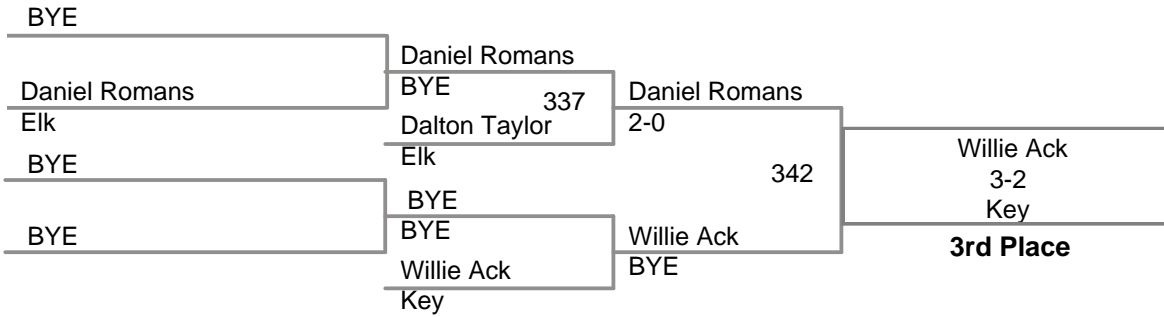 BYE
Daniel Romans
Elk
BYE
BYE
Daniel Romans
BYE
337
Dalton Taylor
Elk
BYE
BYE
Willie Ack
Key
Daniel Romans
2-0
342
Willie Ack
BYE
Willie Ack
3-2
Key
3rd Place